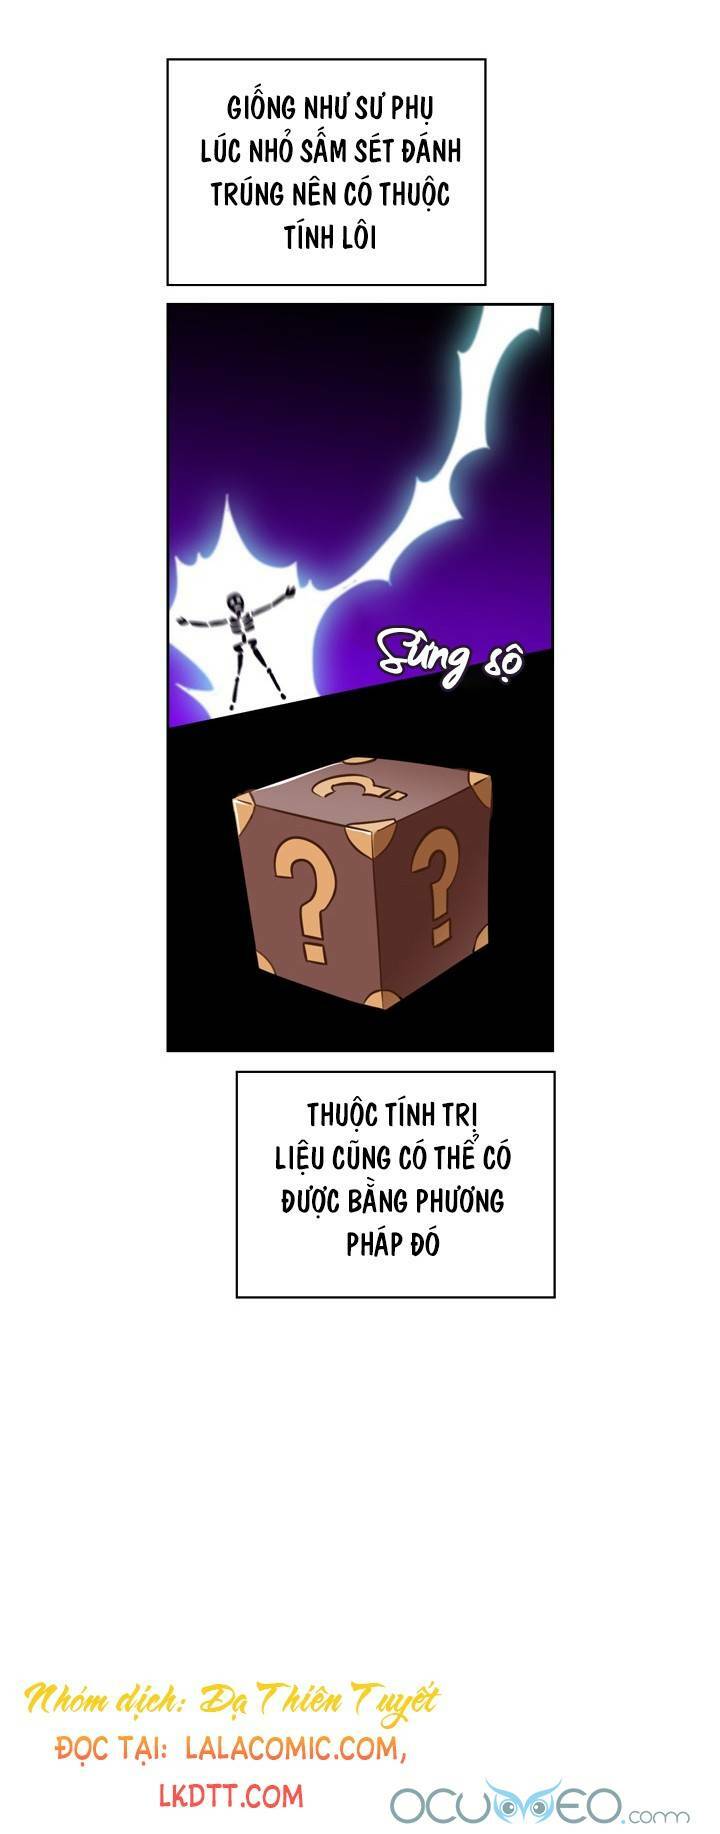 GIỐNG NHƯ SƯ PHỤ
LÚC NHỎ SẤM SÉT ĐÁNH
TRÚNG NÊN CÓ THUỘC
TÍNH LÔI
Sừng sộ
?
?
?
THUỘC TÍNH TRỊ
LIỆU CŨNG CÓ THỂ CÓ
ĐƯỢC BẰNG PHƯƠNG
PHÁP ĐÓ
Nhóm dịch: Dạ Thiên Tuyết
ĐỌC TẠI: LALACOMIC.COM,
LKDTT.COM
OCUMEO.comm